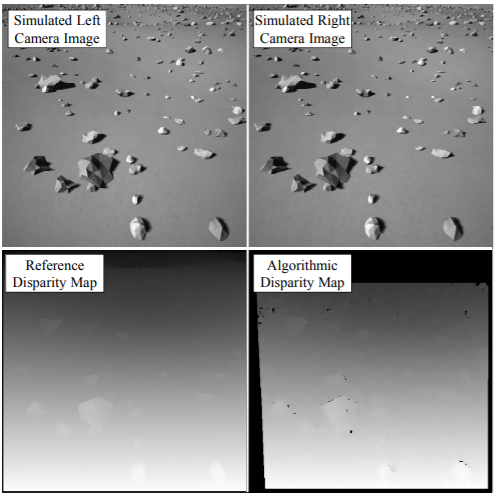 Simulated Left
Camera Image
Simulated Right
Camera Image
Reference
Disparity Map
Algorithmic
Disparity Map